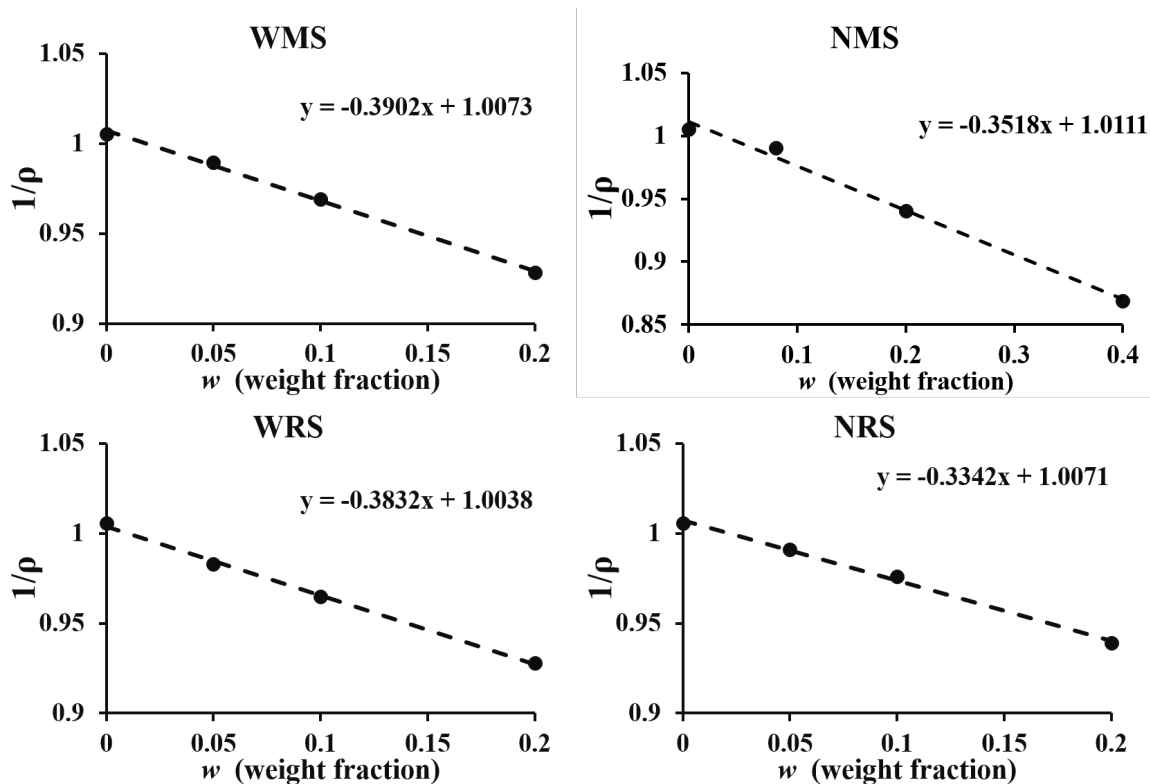 WMS
1.05
y = -0.3902x + 1.0073
1
1/ρ
0.95
0.9
0 0.05 0.1 0.15 0.2
w (weight fraction)
NMS
1.05
y = -0.3518x + 1.0111
1
1/ρ
0.95
0.9
0.85
0 0.1 0.2 0.3 0.4
w (weight fraction)
WRS
1.05
y = -0.3832x + 1.0038
1
1/ρ
0.95
0.9
0 0.05 0.1 0.15 0.2
w (weight fraction)
NRS
1.05
y = -0.3342x + 1.0071
1
1/ρ
0.95
0.9
0 0.05 0.1 0.15 0.2
w (weight fraction)